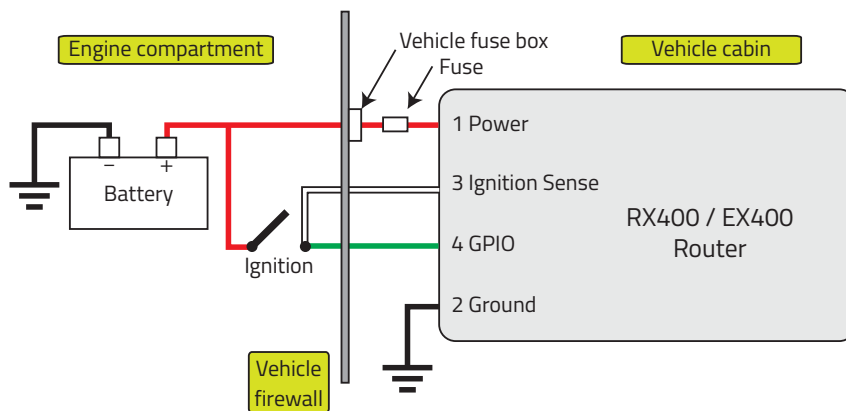 Engine compartment
Vehicle fuse box
Fuse
Vehicle cabin
1 Power
− +
Battery
3 Ignition Sense
RX400 / EX400
Router
4 GPIO
Ignition
2 Ground
Vehicle
firewall